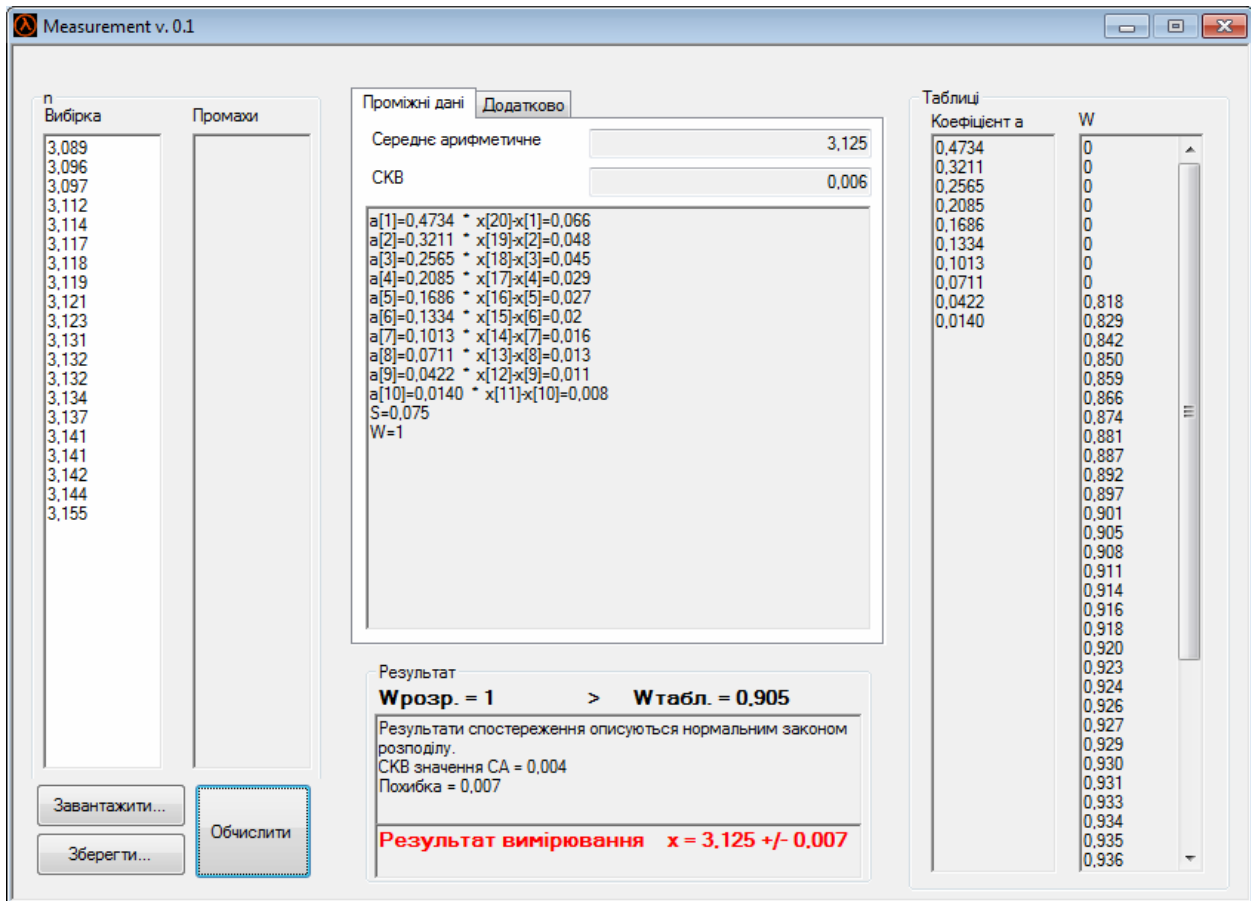 Measurement v. 0.1
n
Вибірка
Промахи
3,089
3,096
3,097
3,112
3,114
3,117
3,118
3,119
3,121
3,123
3,131
3,132
3,132
3,134
3,137
3,141
3,141
3,142
3,144
3,155
Завантажити...
Зберегти...
Обчислити
Проміжні дані
Додатково
Середнє арифметичне
3,125
СКВ
0,006
a[1]=0,4734 * x[20]-x[1]=0,066
a[2]=0,3211 * x[19]-x[2]=0,048
a[3]=0,2565 * x[18]-x[3]=0,045
a[4]=0,2085 * x[17]-x[4]=0,029
a[5]=0,1686 * x[16]-x[5]=0,027
a[6]=0,1334 * x[15]-x[6]=0,02
a[7]=0,1013 * x[14]-x[7]=0,016
a[8]=0,0711 * x[13]-x[8]=0,013
a[9]=0,0422 * x[12]-x[9]=0,011
a[10]=0,0140 * x[11]-x[10]=0,008
S=0,075
W=1
Результат
Wрозр. = 1 > Wтабл. = 0,905
Результати спостереження описуються нормальним законом
розподілу.
СКВ значення СА = 0,004
Похибка = 0,007
Результат вимірювання x = 3,125 +/- 0,007
Таблиці
Коефіцієнт a
0,4734
0,3211
0,2565
0,2085
0,1686
0,1334
0,1013
0,0711
0,0422
0,0140
W
0
0
0
0
0
0
0
0
0,818
0,829
0,842
0,850
0,859
0,866
0,874
0,881
0,887
0,892
0,897
0,901
0,905
0,908
0,911
0,914
0,916
0,918
0,920
0,923
0,924
0,926
0,927
0,929
0,930
0,931
0,933
0,934
0,935
0,936